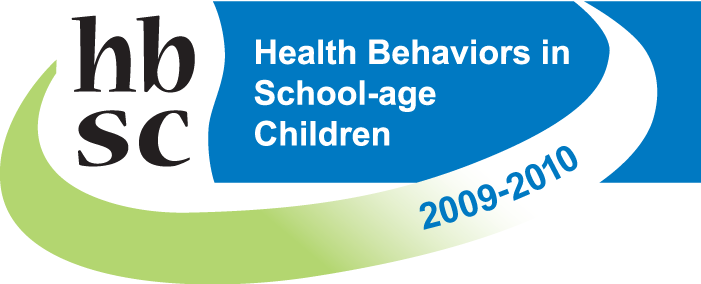 hb
sc
Health Behaviors in
School-age
Children
2009-2010